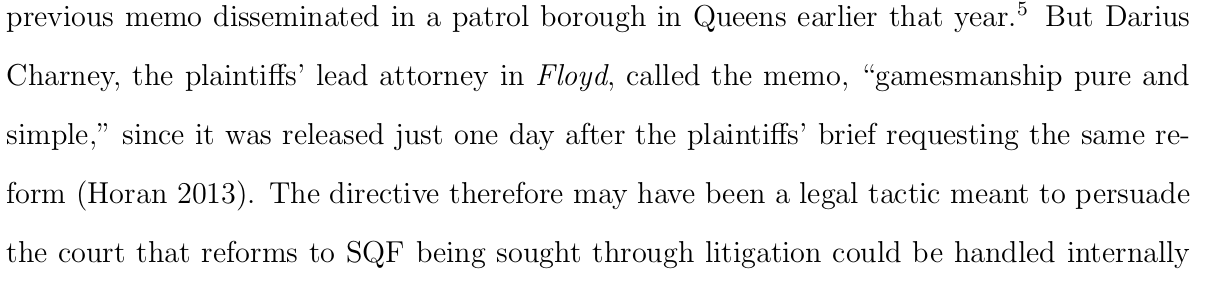 previous memo disseminated in a patrol borough in Queens earlier that year.⁵ But Darius
Charney, the plaintiffs’ lead attorney in Floyd, called the memo, “gamesmanship pure and
simple,” since it was released just one day after the plaintiffs’ brief requesting the same re-
form (Horan 2013). The directive therefore may have been a legal tactic meant to persuade
the court that reforms to SQF being sought through litigation could be handled internally